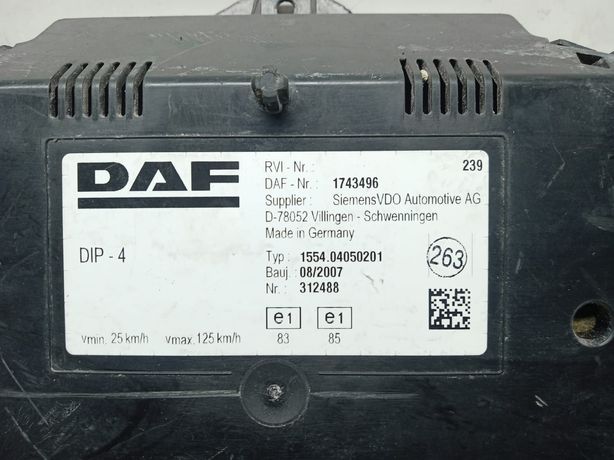 DAF
DIP - 4
vmin. 25 km/h vmax. 125 km/h
RVI - Nr. : 239
DAF - Nr. : 1743496
Supplier : SiemensVDO Automotive AG
D-78052 Villingen - Schwenningen
Made in Germany
Typ : 1554.04050201
Bauj. : 08/2007
Nr. : 312488
263
e1 e1
83 85